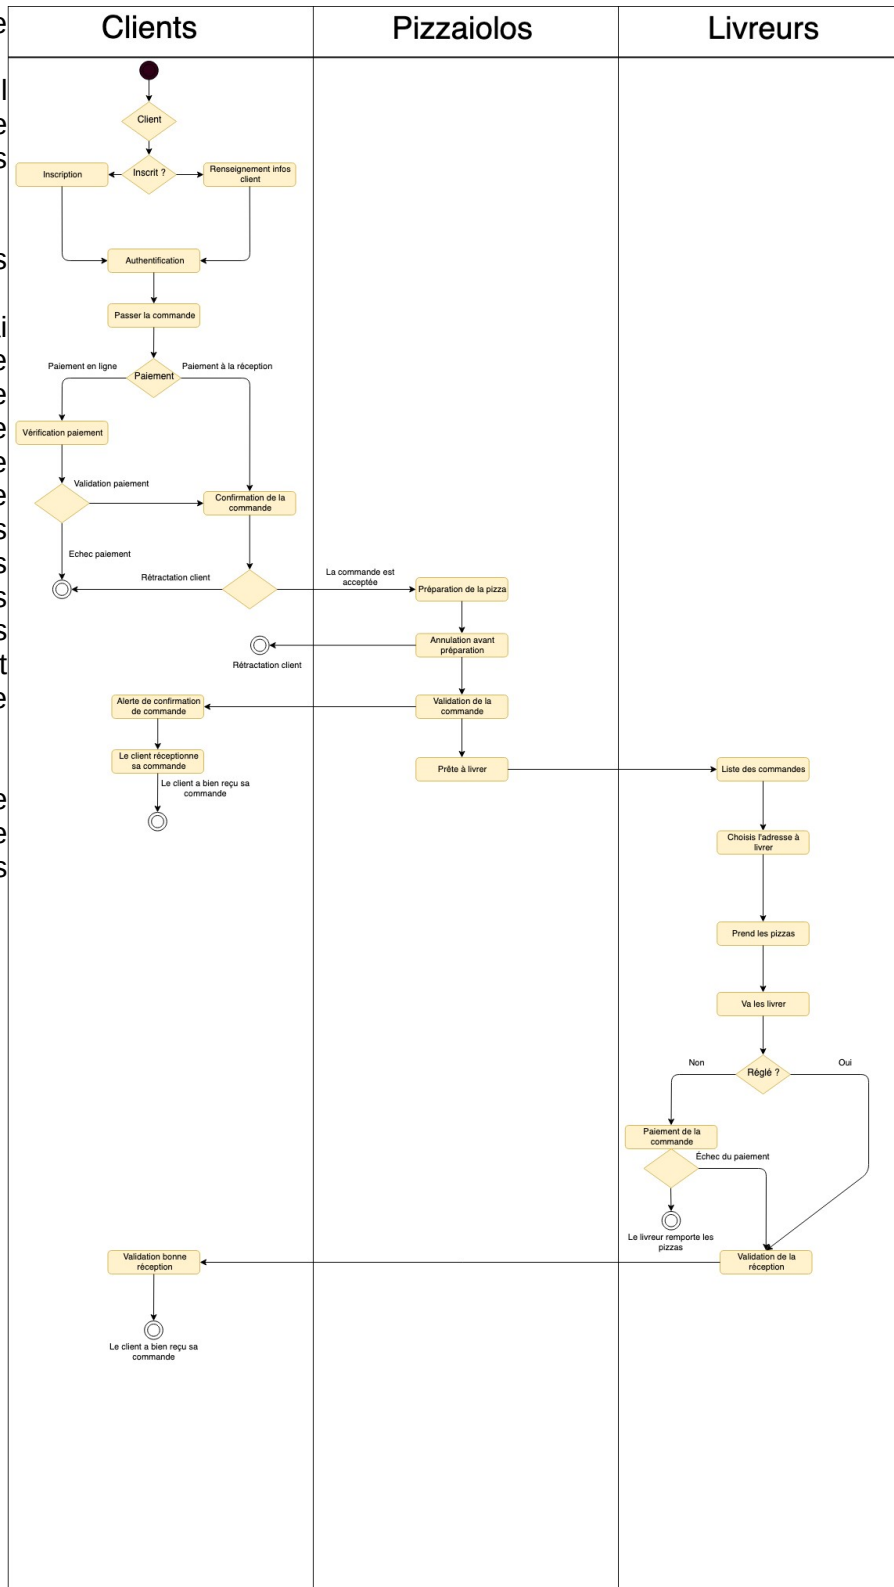 Clients
Pizzaiolos
Livreurs
Client
Inscription
Inscrit ?
Renseignement infos
client
Authentification
Passer la commande
Paiement en ligne
Paiement à la réception
Paiement
Vérification paiement
Validation paiement
Confirmation de la
commande
Echec paiement
Rétractation client
La commande est
acceptée
Préparation de la pizza
Annulation avant
préparation
Rétractation client
Alerte de confirmation
de commande
Validation de la
commande
Le client réceptionne
sa commande
Prête à livrer
Liste des commandes
Le client a bien reçu sa
commande
Choisis l'adresse à
livrer
Prend les pizzas
Va les livrer
Non
Réglé ?
Oui
Paiement de la
commande
Échec du paiement
Le livreur remporte les
pizzas
Validation bonne
réception
Validation de la
réception
Le client a bien reçu sa
commande